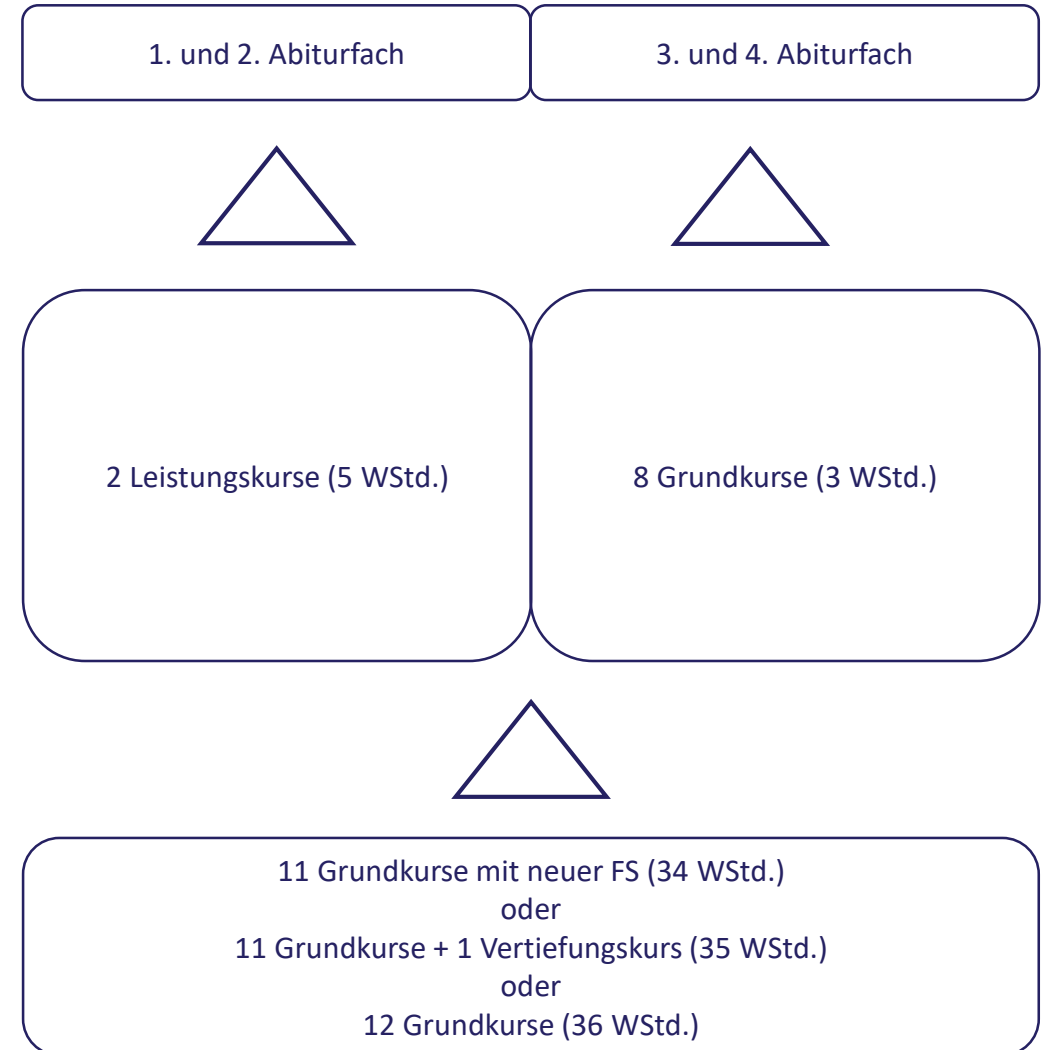 1. und 2. Abiturfach
3. und 4. Abiturfach
2 Leistungskurse (5 WStd.)
8 Grundkurse (3 WStd.)
11 Grundkurse mit neuer FS (34 WStd.)
oder
11 Grundkurse + 1 Vertiefungskurs (35 WStd.)
oder
12 Grundkurse (36 WStd.)